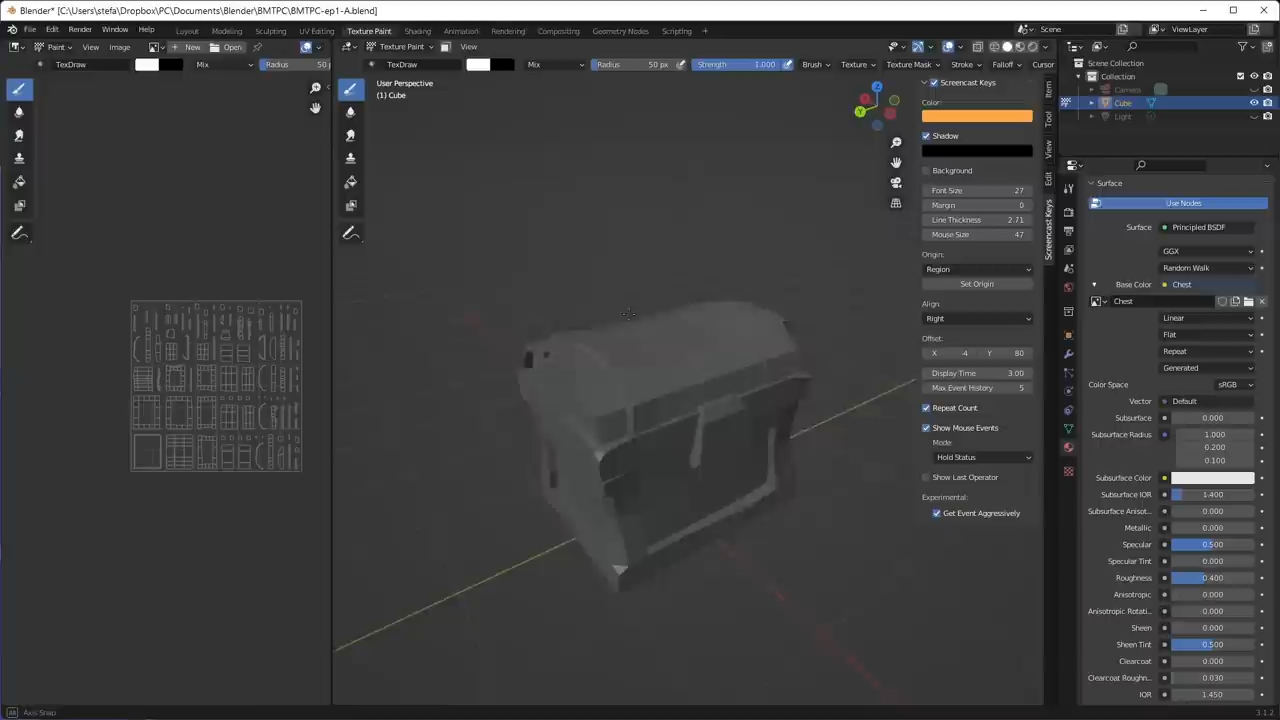 Blender* [C:\Users\stefa\Dropbox\PC\Documents\Blender\BMTPC\BMTPC-ep1-A.blend]
File Edit Render Window Help Layout Modeling Sculpting UV Editing Texture Paint Shading Animation Rendering Compositing Geometry Nodes Scripting + Scene ViewLayer
Paint View Image New Open Texture Paint View
TexDraw Mix Radius 50 p TexDraw Mix Radius 50 px Strength 1.000 Brush Texture Texture Mask Stroke Falloff Cursor
User Perspective
(1) Cube
Screencast Keys
Color:
Shadow
Background
Font Size 27
Margin 0
Line Thickness 2.71
Mouse Size 47
Origin:
Region
Set Origin
Align:
Right
Offset:
X -4 Y 80
Display Time 3.00
Max Event History 5
Repeat Count
Show Mouse Events
Mode:
Hold Status
Show Last Operator
Experimental:
Get Event Aggressively
Item
Tool
View
Edit
Screencast Keys
X
Y
Z
Scene Collection
Collection
Camera
Cube
Light
Surface
Use Nodes
Surface Principled BSDF
GGX
Random Walk
Base Color Chest
Chest
Linear
Flat
Repeat
Generated
Color Space sRGB
Vector Default
Subsurface 0.000
Subsurface Radius 1.000
0.200
0.100
Subsurface Color
Subsurface IOR 1.400
Subsurface Anisot... 0.000
Metallic 0.000
Specular 0.500
Specular Tint 0.000
Roughness 0.400
Anisotropic 0.000
Anisotropic Rotati... 0.000
Sheen 0.000
Sheen Tint 0.500
Clearcoat 0.000
Clearcoat Roughn... 0.030
IOR 1.450
Axis Snap
3.1.2